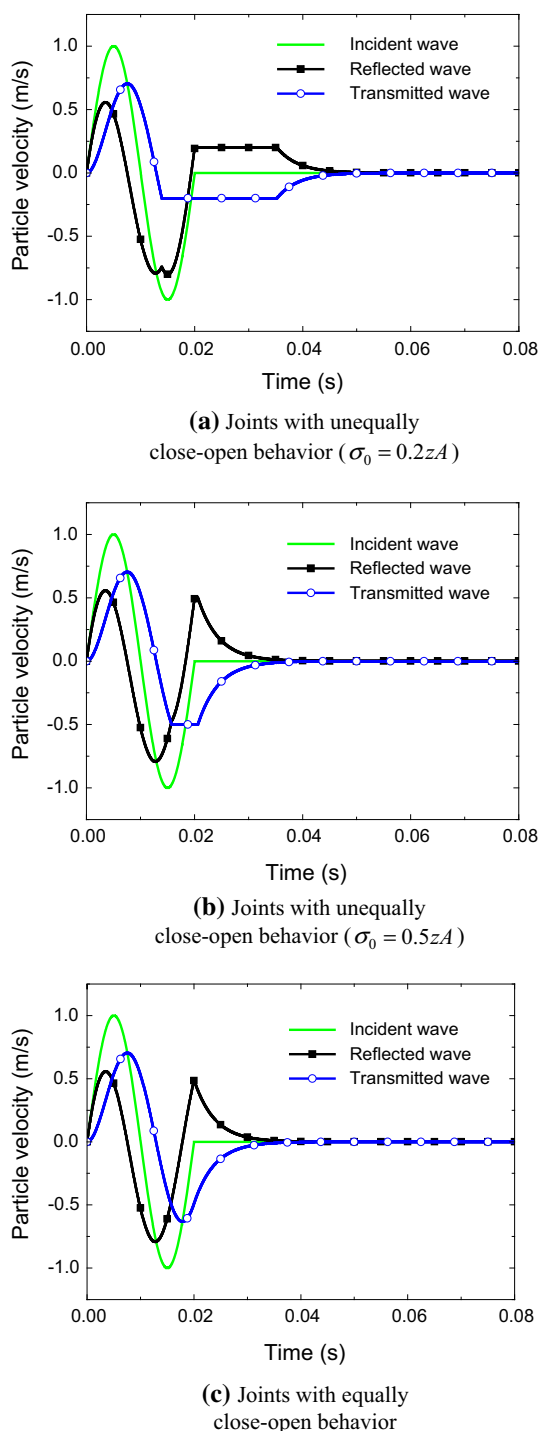 Incident wave
Reflected wave
Transmitted wave
Particle velocity (m/s)
1.0
0.5
0.0
-0.5
-1.0
0.00 0.02 0.04 0.06 0.08
Time (s)
(a) Joints with unequally
close-open behavior (σ₀ = 0.2zA)
Incident wave
Reflected wave
Transmitted wave
Particle velocity (m/s)
1.0
0.5
0.0
-0.5
-1.0
0.00 0.02 0.04 0.06 0.08
Time (s)
(b) Joints with unequally
close-open behavior (σ₀ = 0.5zA)
Incident wave
Reflected wave
Transmitted wave
Particle velocity (m/s)
1.0
0.5
0.0
-0.5
-1.0
0.00 0.02 0.04 0.06 0.08
Time (s)
(c) Joints with equally
close-open behavior